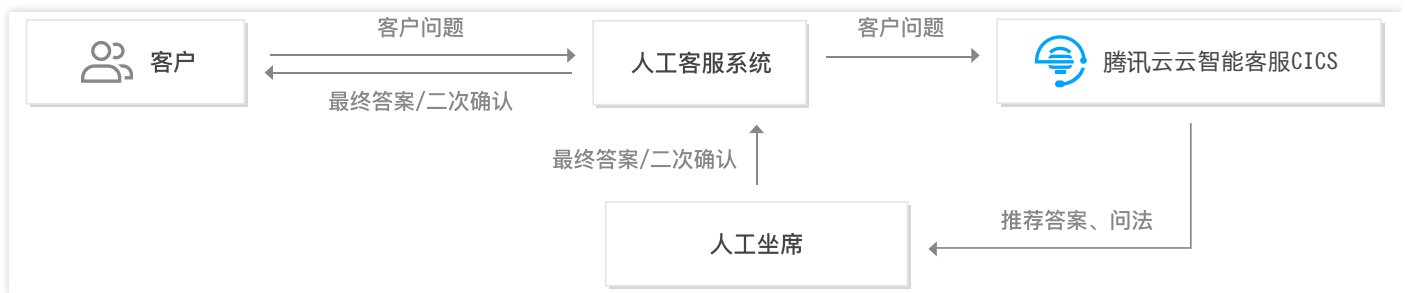 客户问题
客户问题
客户
人工客服系统
腾讯云云智能客服CICS
最终答案/二次确认
最终答案/二次确认
推荐答案、问法
人工坐席